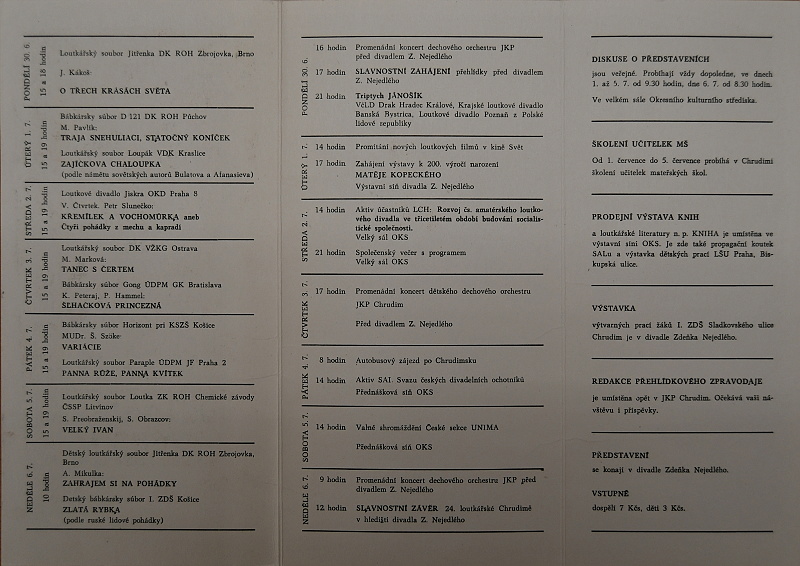 PONDĚLÍ 30. 6.
15 a 18 hodin
Loutkářský soubor Jitřenka DK ROH Zbrojovka, Brno
J. Kákoš:
O TŘECH KRÁSÁCH SVĚTA
ÚTERÝ 1. 7.
15 a 19 hodin
Bábkársky súbor D 121 DK ROH Púchov
M. Pavlík:
TRAJA SNEHULIACI, STATOČNÝ KONÍČEK
Loutkářský soubor Loupák VDK Kraslice
ZAJÍČKOVA CHALOUPKA
(podle námětu sovětských autorů Bulatova a Afanasieva)
STŘEDA 2. 7.
15 a 19 hodin
Loutkové divadlo Jiskra OKD Praha 8
V. Čtvrtek, Petr Slunečko:
KŘEMÍLEK A VOCHOMŮRKA aneb
Čtyři pohádky z mechu a kapradí
ČTVRTEK 3. 7.
15 a 19 hodin
Loutkářský soubor DK VŽKG Ostrava
M. Marková:
TANEC S ČERTEM
Bábkársky súbor Gong ÚDPM GK Bratislava
K. Peteraj, P. Hammel:
ŠLHAČKOVÁ PRINCEZNÁ
PÁTEK 4. 7.
15 a 19 hodin
Bábkársky súbor Horizont pri KSZŠ Košice
MUDr. Š. Szöke:
VARIÁCIE
Loutkářský soubor Paraple ÚDPM JF Praha 2
PANNA RŮŽE, PANNA KVÍTEK
SOBOTA 5. 7.
15 a 19 hodin
Loutkářský soubor Loutka ZK ROH Chemické závody
ČSSP Litvínov
S. Preobraženskij, S. Obrazcov:
VELKÝ IVAN
NEDĚLE 6. 7.
10 hodin
Dětský loutkářský soubor Jitřenka DK ROH Zbrojovka,
Brno
A. Mikulka:
ZAHRAJEM SI NA POHÁDKY
Detský bábkársky súbor I. ZDŠ Košice
ZLATÁ RYBKA
(podle ruské lidové pohádky)
PONDĚLÍ 30. 6.
16 hodin Promenádní koncert dechového orchestru JKP
před divadlem Z. Nejedlého
17 hodin SLAVNOSTNÍ ZAHÁJENÍ přehlídky před divadlem
Z. Nejedlého
21 hodin Triptych JÁNOŠÍK
VčLD Drak Hradec Králové, Krajské loutkové divadlo
Banská Bystrica, Loutkové divadlo Poznaň z Polské
lidové republiky
ÚTERÝ 1. 7.
14 hodin Promítání nových loutkových filmů v kině Svět
17 hodin Zahájení výstavy k 200. výročí narození
MATĚJE KOPECKÉHO
Výstavní síň divadla Z. Nejedlého
STŘEDA 2. 7.
14 hodin Aktiv účastníků LCH: Rozvoj čs. amatérského loutko-
vého divadla ve třicetiletém období budování socialis-
tické společnosti.
Velký sál OKS
21 hodin Společenský večer s programem
Velký sál OKS
ČTVRTEK 3. 7.
17 hodin Promenádní koncert dětského dechového orchestru
JKP Chrudim
Před divadlem Z. Nejedlého
PÁTEK 4. 7.
8 hodin Autobusový zájezd po Chrudimsku
14 hodin Aktiv SAL Svazu českých divadelních ochotníků
Přednášková síň OKS
SOBOTA 5. 7.
14 hodin Valné shromáždění České sekce UNIMA
Přednášková síň OKS
NEDĚLE 6. 7.
9 hodin Promenádní koncert dechového orchestru JKP před
divadlem Z. Nejedlého
12 hodin SLAVNOSTNÍ ZÁVĚR 24. loutkářské Chrudimě
v hledišti divadla Z. Nejedlého
DISKUSE O PŘEDSTAVENÍCH
jsou veřejné. Probíhají vždy dopoledne, ve dnech
1. až 5. 7. od 9.30 hodin, dne 6. 7. od 8.30 hodin.
Ve velkém sále Okresního kulturního střediska.
ŠKOLENÍ UČITELEK MŠ
Od 1. července do 5. července probíhá v Chrudimi
školení učitelek mateřských škol.
PRODEJNÍ VÝSTAVA KNIH
a loutkářské literatury n. p. KNIHA je umístěna ve
výstavní síni OKS. Je zde také propagační koutek
SALu a výstavka dětských prací LŠU Praha, Bis-
kupská ulice.
VÝSTAVKA
výtvarných prací žáků I. ZDŠ Sladkovského ulice
Chrudim je v divadle Zdeňka Nejedlého.
REDAKCE PŘEHLÍDKOVÉHO ZPRAVODAJE
je umístěna opět v JKP Chrudim. Očekává vaši ná-
vštěvu i příspěvky.
PŘEDSTAVENÍ
se konají v divadle Zdeňka Nejedlého.
VSTUPNÉ
dospělí 7 Kčs, děti 3 Kčs.